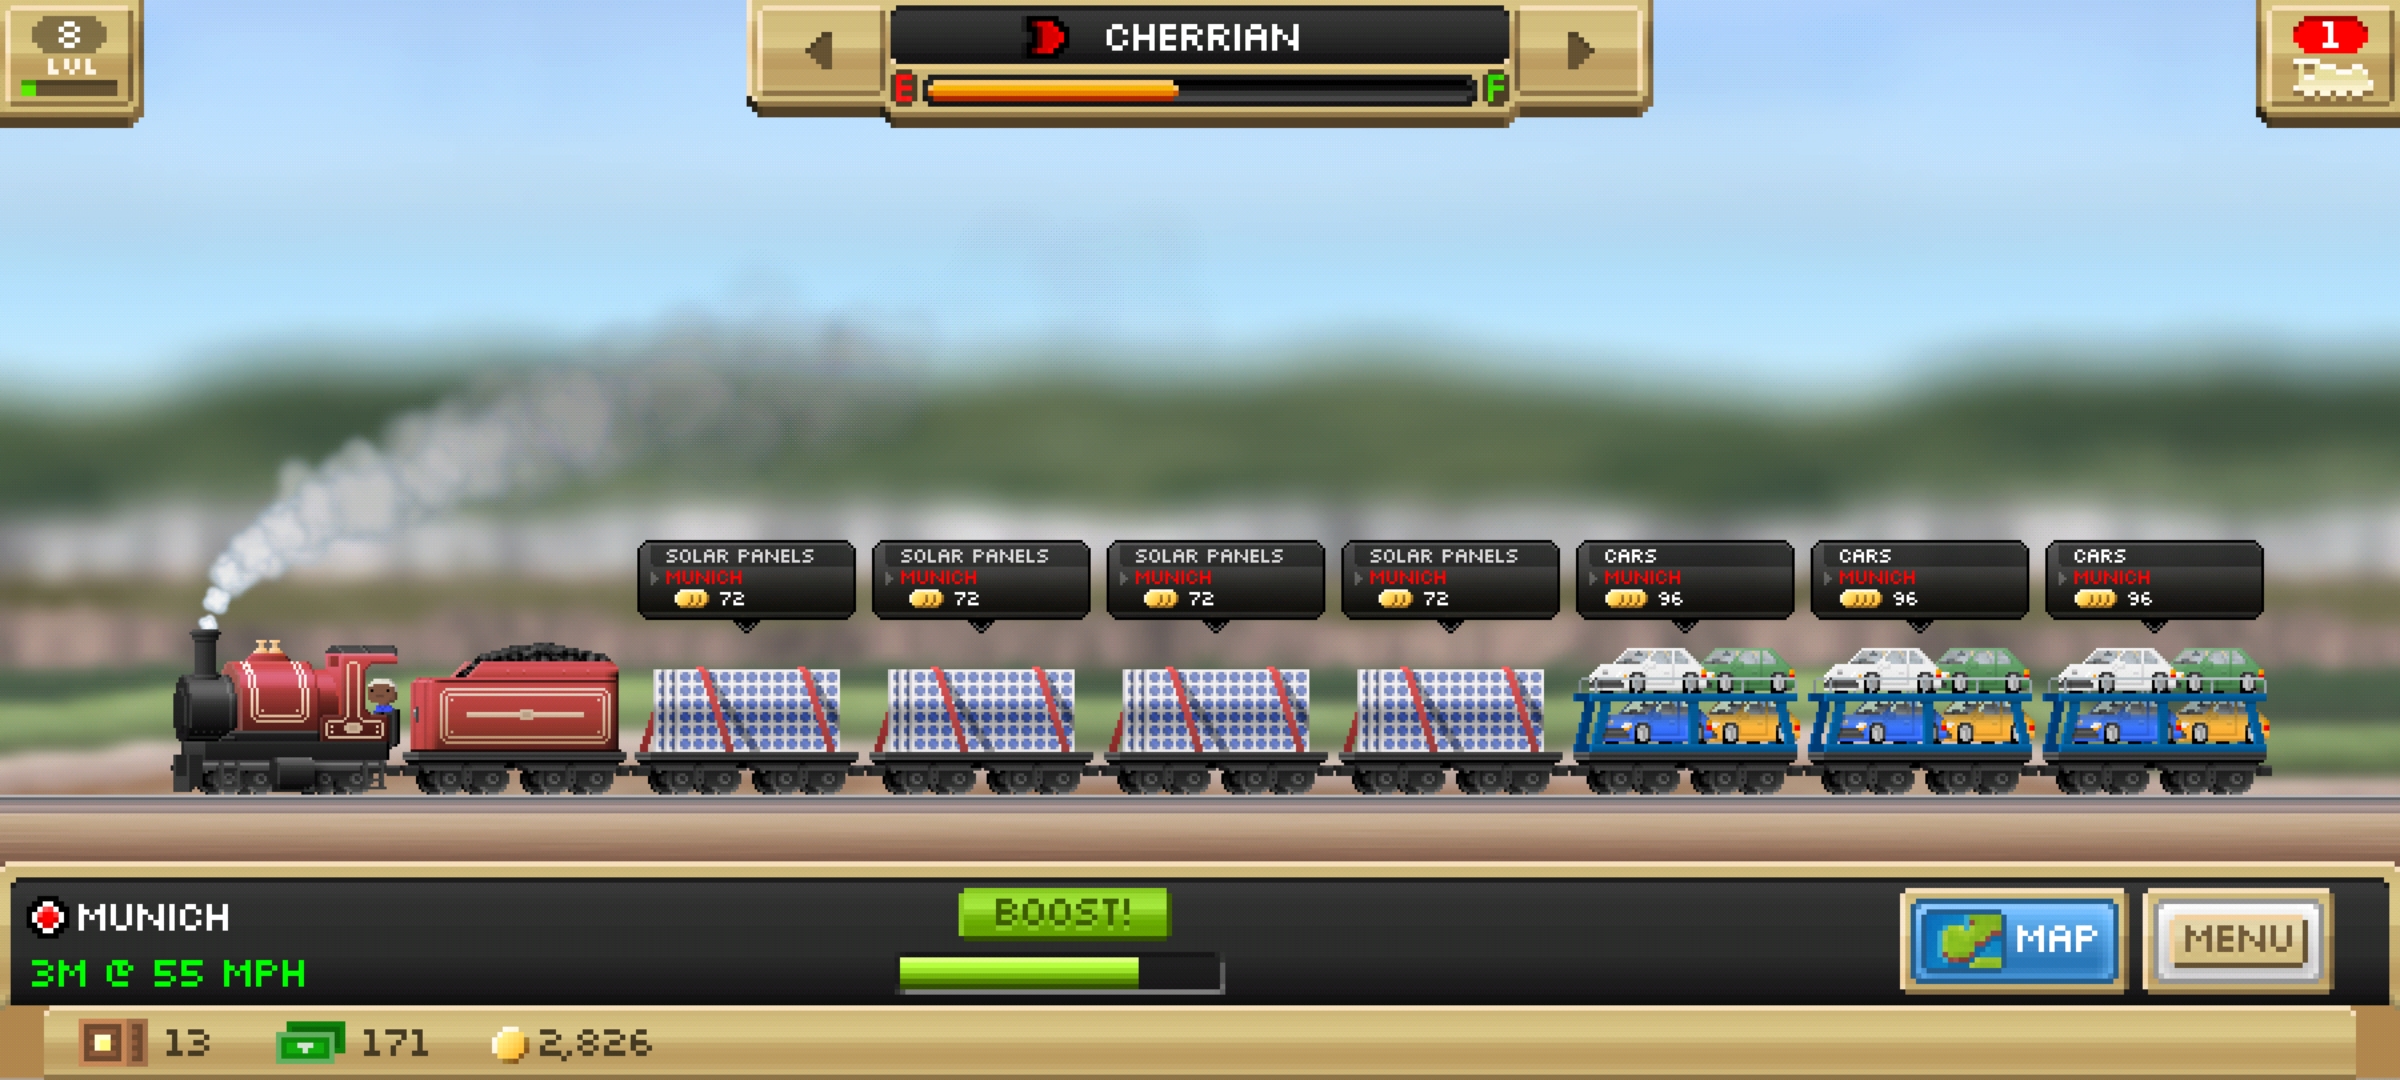 8
LVL
CHERRIAN
E F
1
SOLAR PANELS
MUNICH
72
SOLAR PANELS
MUNICH
72
SOLAR PANELS
MUNICH
72
SOLAR PANELS
MUNICH
72
CARS
MUNICH
96
CARS
MUNICH
96
CARS
MUNICH
96
MUNICH
3M @ 55 MPH
BOOST!
MAP
MENU
13 171 2,826